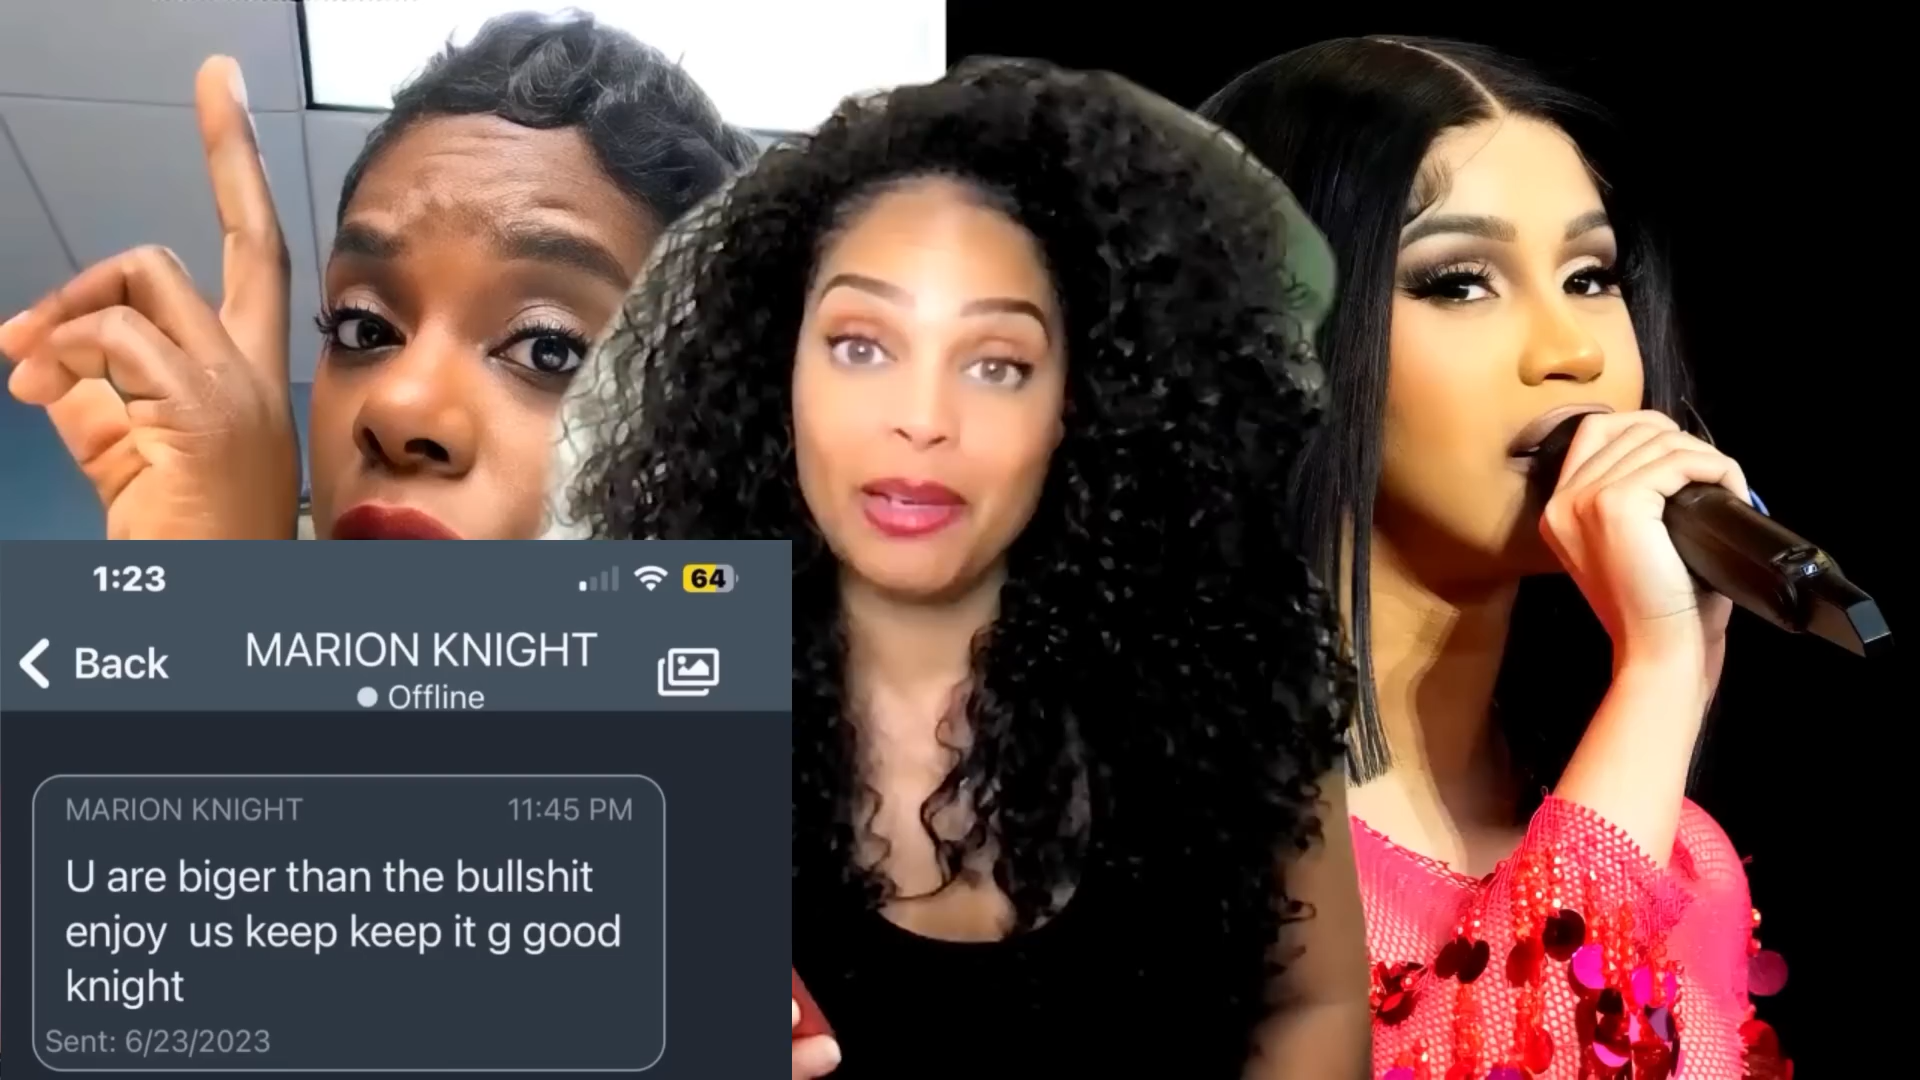 1:23
64
Back
MARION KNIGHT
Offline
MARION KNIGHT 11:45 PM
U are biger than the bullshit
enjoy us keep keep it g good
knight
Sent: 6/23/2023